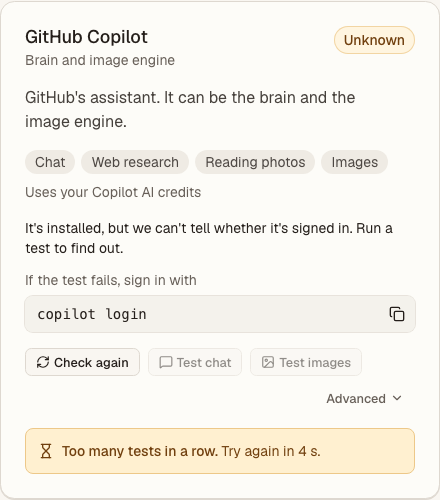 GitHub Copilot
Unknown
Brain and image engine
GitHub's assistant. It can be the brain and the
image engine.
Chat Web research Reading photos Images
Uses your Copilot AI credits
It's installed, but we can't tell whether it's signed in. Run a
test to find out.
If the test fails, sign in with
copilot login
Check again Test chat Test images
Advanced
Too many tests in a row. Try again in 4 s.